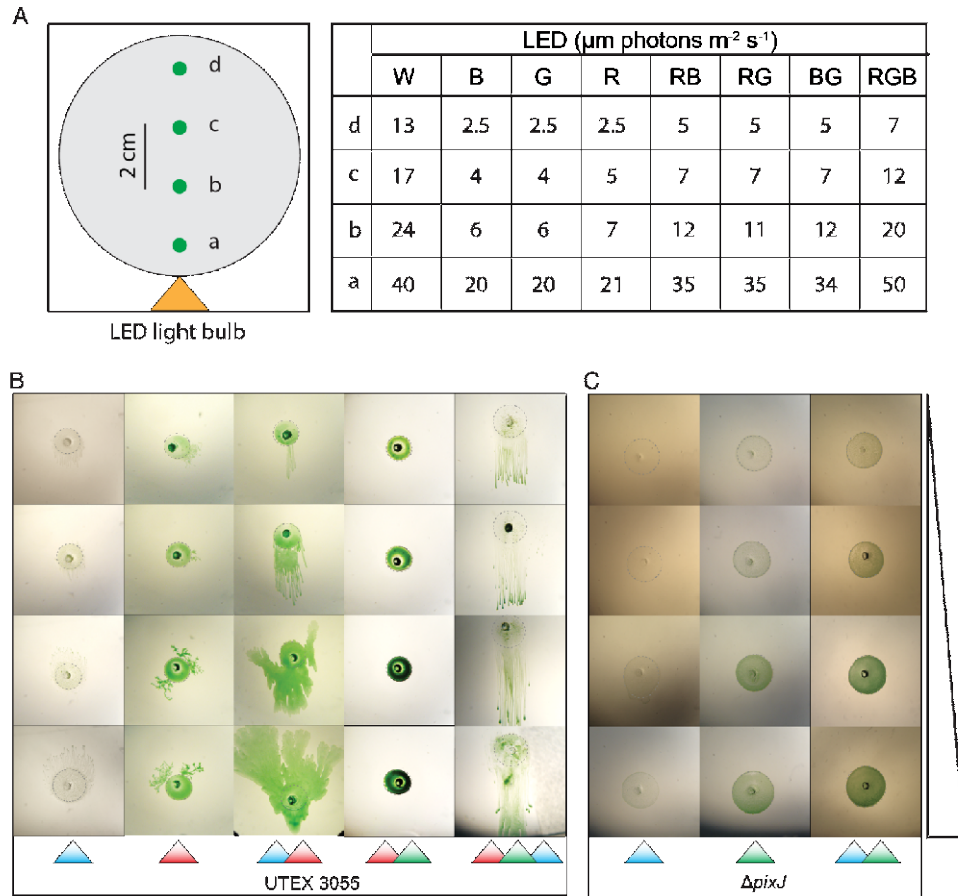 A
d
c
b
a
2 cm
LED light bulb
LED (μm photons m⁻² s⁻¹)
W B G R RB RG BG RGB
d 13 2.5 2.5 2.5 5 5 5 7
c 17 4 4 5 7 7 7 12
b 24 6 6 7 12 11 12 20
a 40 20 20 21 35 35 34 50
B
C
UTEX 3055
ΔpixJ